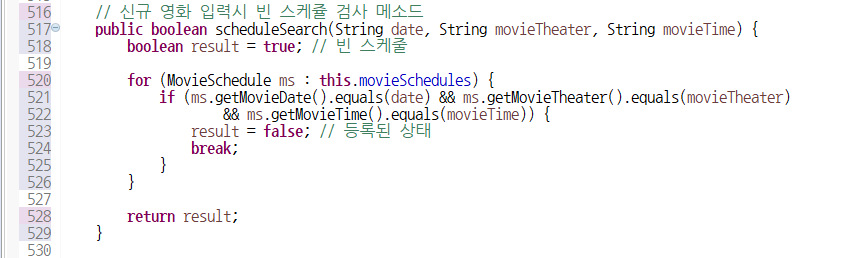 516 // 신규 영화 입력시 빈 스케쥴 검사 메소드
517 public boolean scheduleSearch(String date, String movieTheater, String movieTime) {
518 boolean result = true; // 빈 스케줄
519
520 for (MovieSchedule ms : this.movieSchedules) {
521 if (ms.getMovieDate().equals(date) && ms.getMovieTheater().equals(movieTheater)
522 && ms.getMovieTime().equals(movieTime)) {
523 result = false; // 등록된 상태
524 break;
525 }
526 }
527
528 return result;
529 }
530